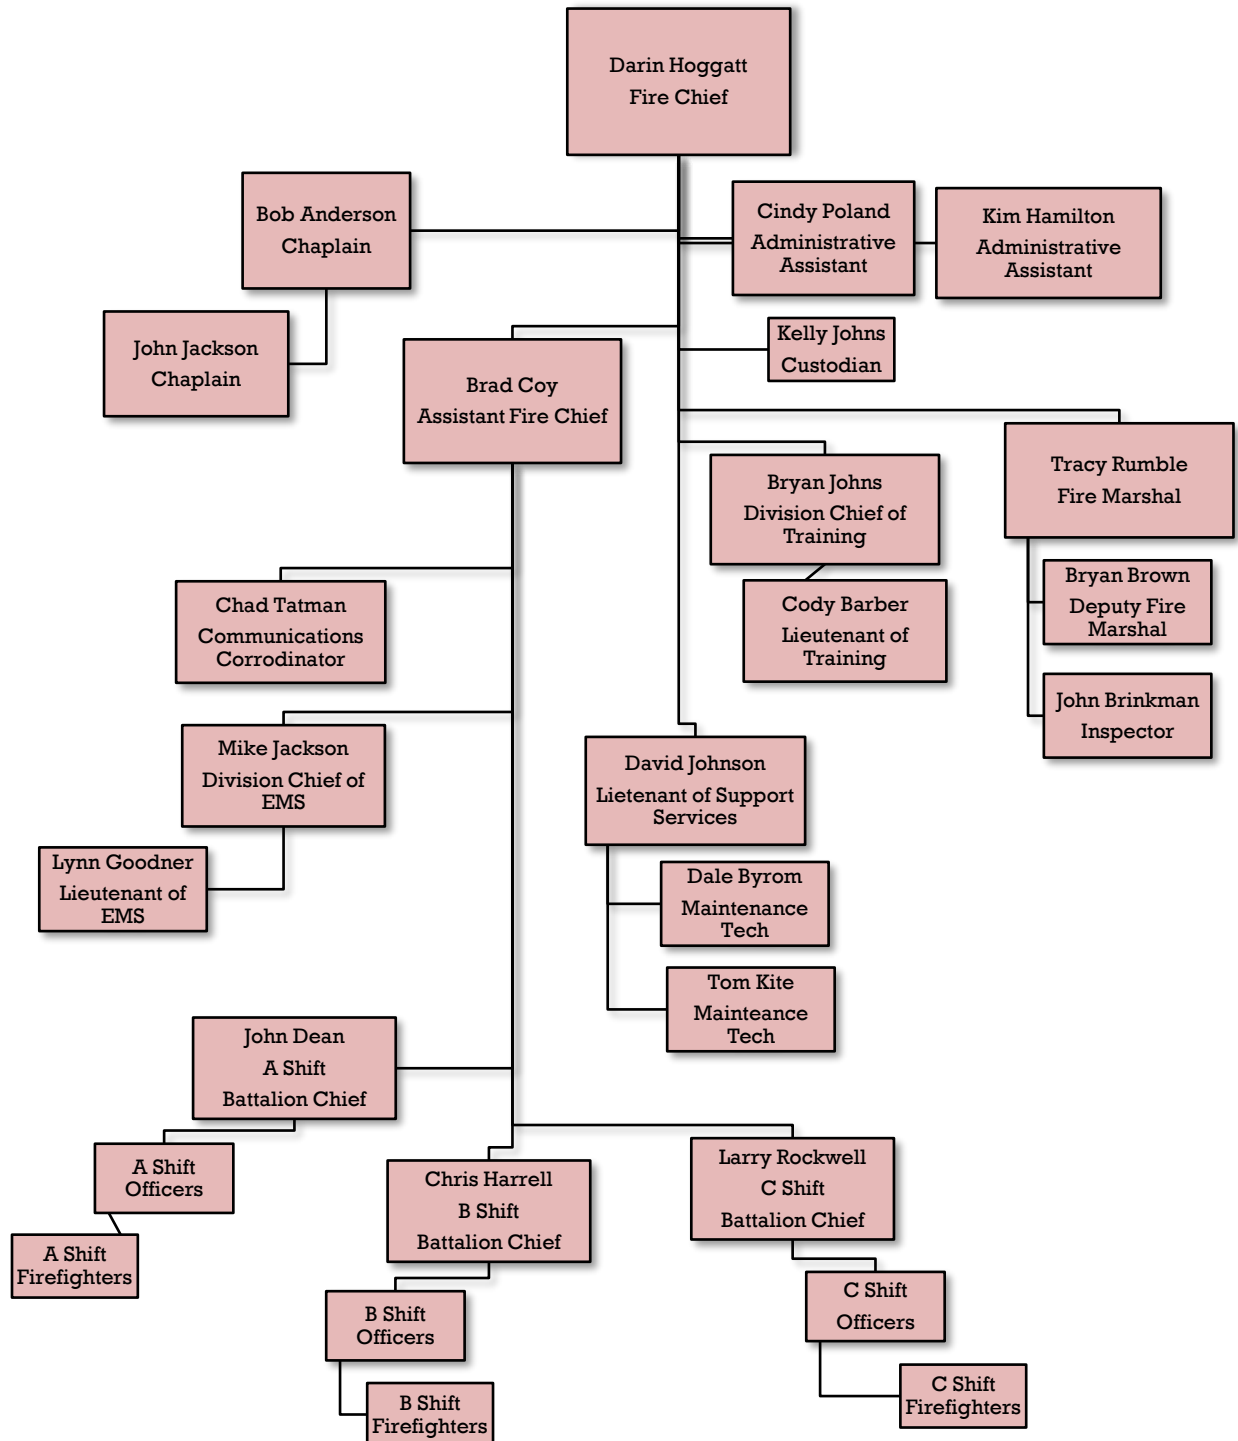 Darin Hoggatt
Fire Chief
Bob Anderson
Chaplain
Cindy Poland
Administrative
Assistant
Kim Hamilton
Administrative
Assistant
John Jackson
Chaplain
Kelly Johns
Custodian
Brad Coy
Assistant Fire Chief
Tracy Rumble
Fire Marshal
Bryan Johns
Division Chief of
Training
Bryan Brown
Deputy Fire
Marshal
Cody Barber
Lieutenant of
Training
Chad Tatman
Communications
Corrodinator
John Brinkman
Inspector
Mike Jackson
Division Chief of
EMS
David Johnson
Lietenant of Support
Services
Lynn Goodner
Lieutenant of
EMS
Dale Byrom
Maintenance
Tech
Tom Kite
Mainteance
Tech
John Dean
A Shift
Battalion Chief
A Shift
Officers
A Shift
Firefighters
Chris Harrell
B Shift
Battalion Chief
B Shift
Officers
B Shift
Firefighters
Larry Rockwell
C Shift
Battalion Chief
C Shift
Officers
C Shift
Firefighters